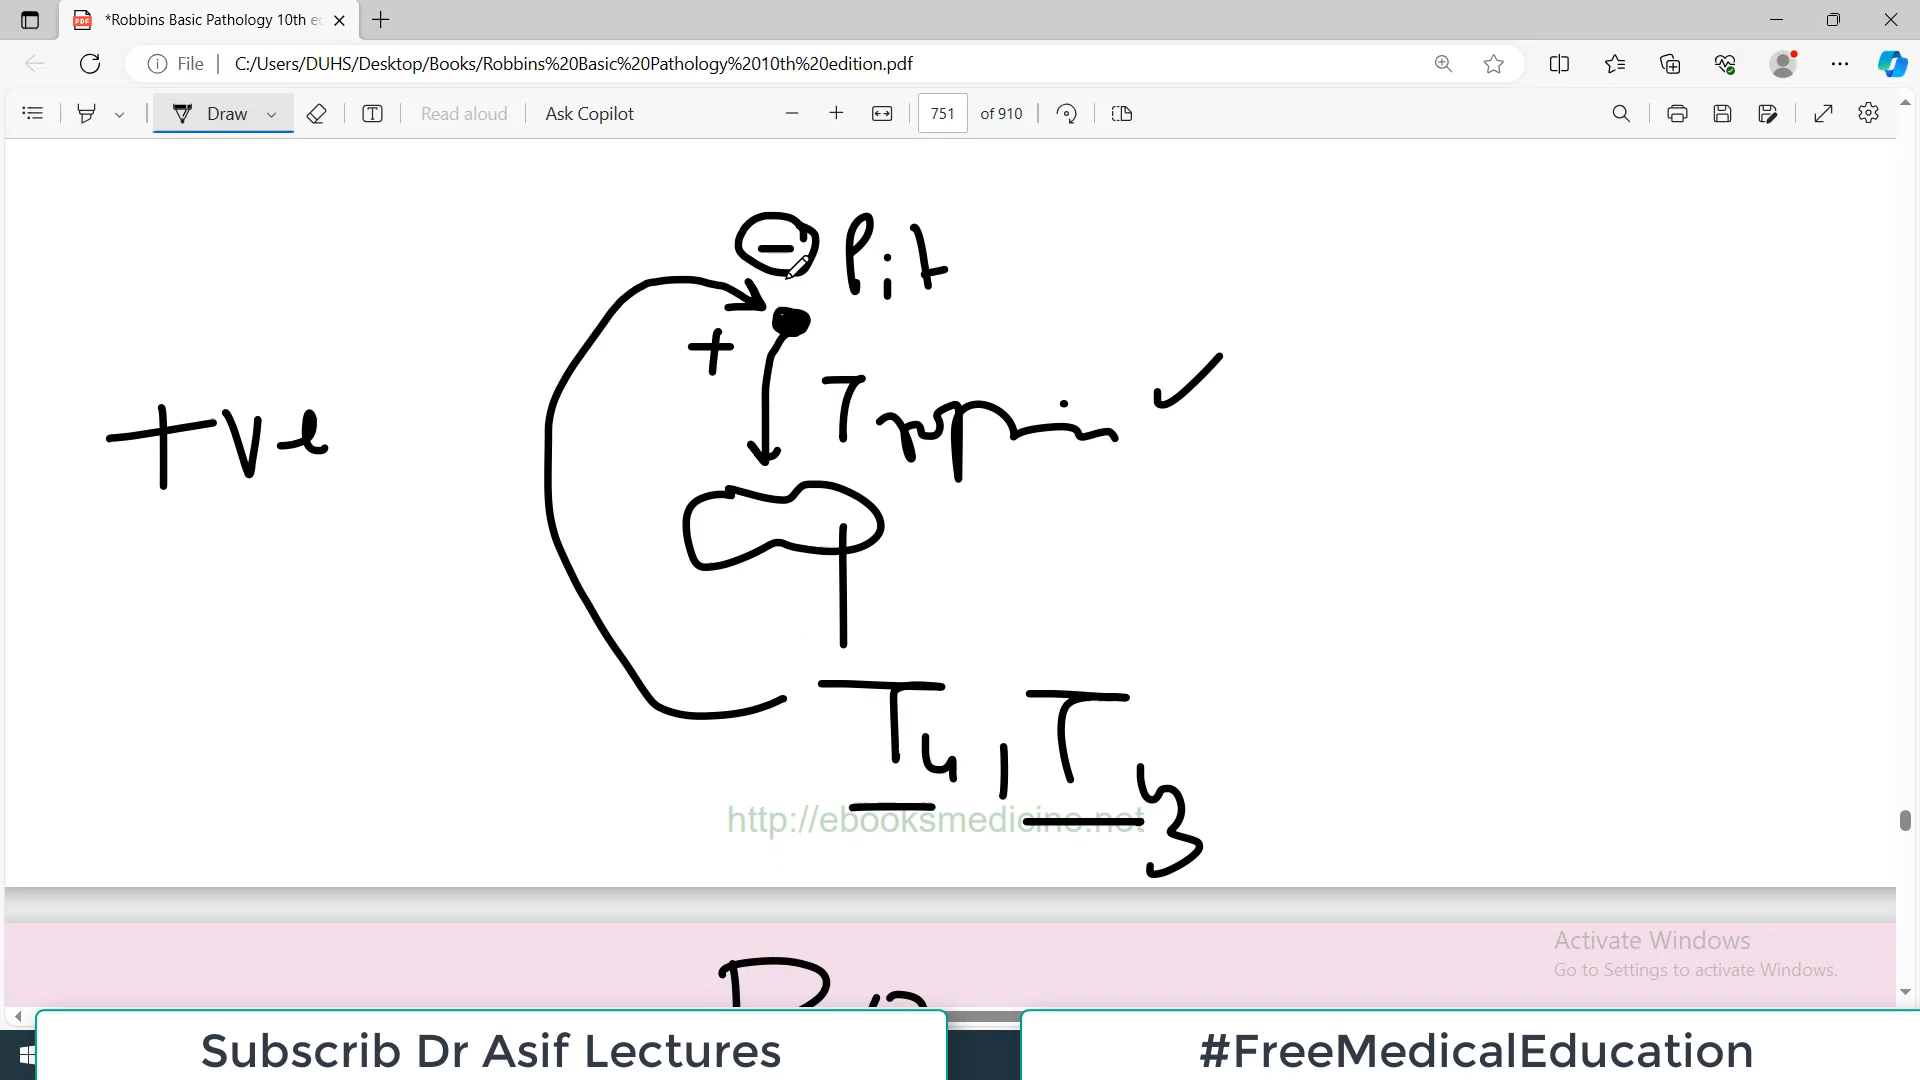 *Robbins Basic Pathology 10th ec
File
C:/Users/DUHS/Desktop/Books/Robbins%20Basic%20Pathology%2010th%20edition.pdf
Draw
Read aloud
Ask Copilot
751 of 910
− Pit
+
Tropin ✓
+ve
T4, T3
http://ebooksmedicine.net
Activate Windows
Go to Settings to activate Windows.
Subscrib Dr Asif Lectures
#FreeMedicalEducation